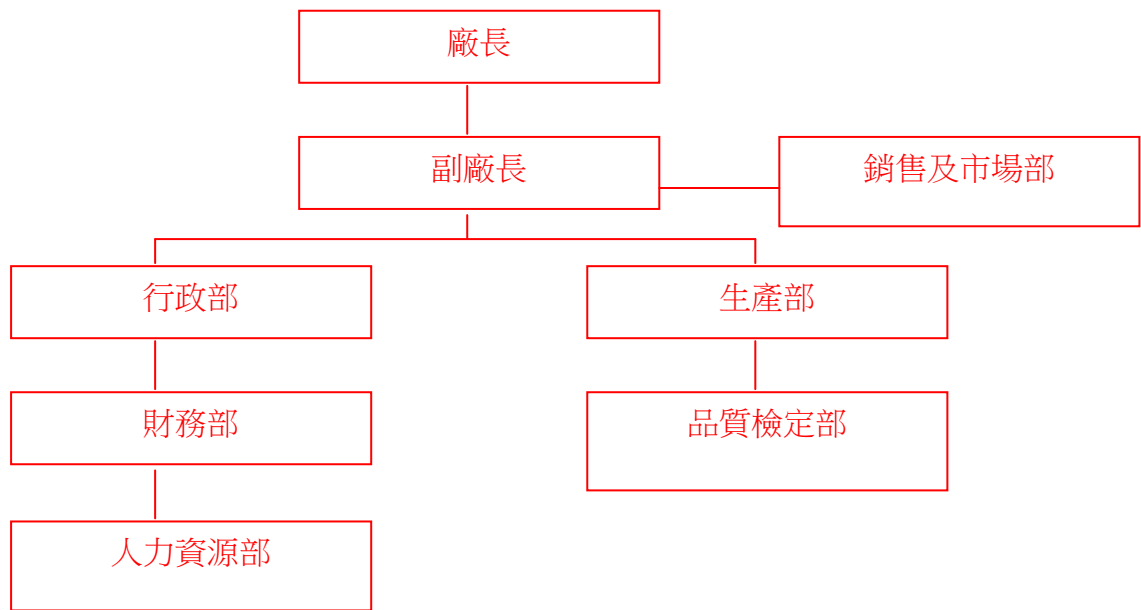 廠長
副廠長
銷售及市場部
行政部
生產部
財務部
品質檢定部
人力資源部